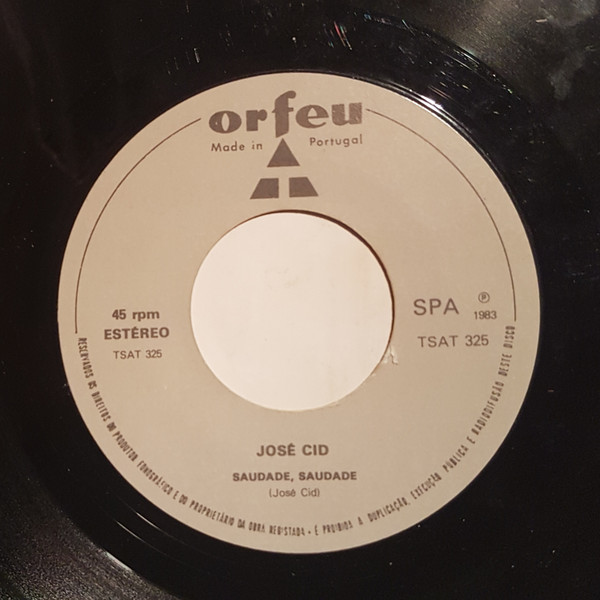 orfeu
Made in Portugal
45 rpm
ESTÉREO
TSAT 325
SPA ℗ 1983
TSAT 325
JOSÉ CID
SAUDADE, SAUDADE
(José Cid)
RESERVADOS OS DIREITOS DO PRODUTOR FONOGRÁFICO E DO PROPRIETÁRIO DA OBRA REGISTADA • É PROIBIDA A DUPLICAÇÃO, EXECUÇÃO PÚBLICA E RADIODIFUSÃO DESTE DISCO